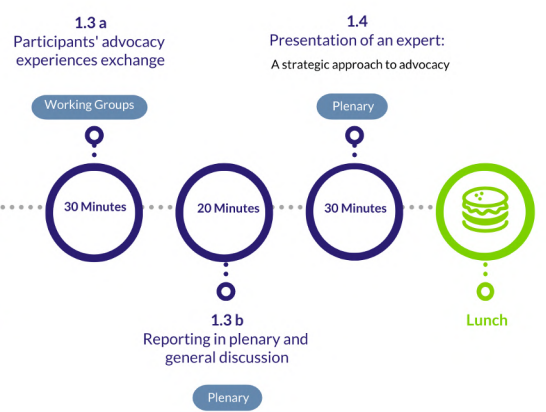 1.3 a
Participants' advocacy
experiences exchange
Working Groups
30 Minutes
20 Minutes
1.3 b
Reporting in plenary and
general discussion
Plenary
1.4
Presentation of an expert:
A strategic approach to advocacy
Plenary
30 Minutes
Lunch